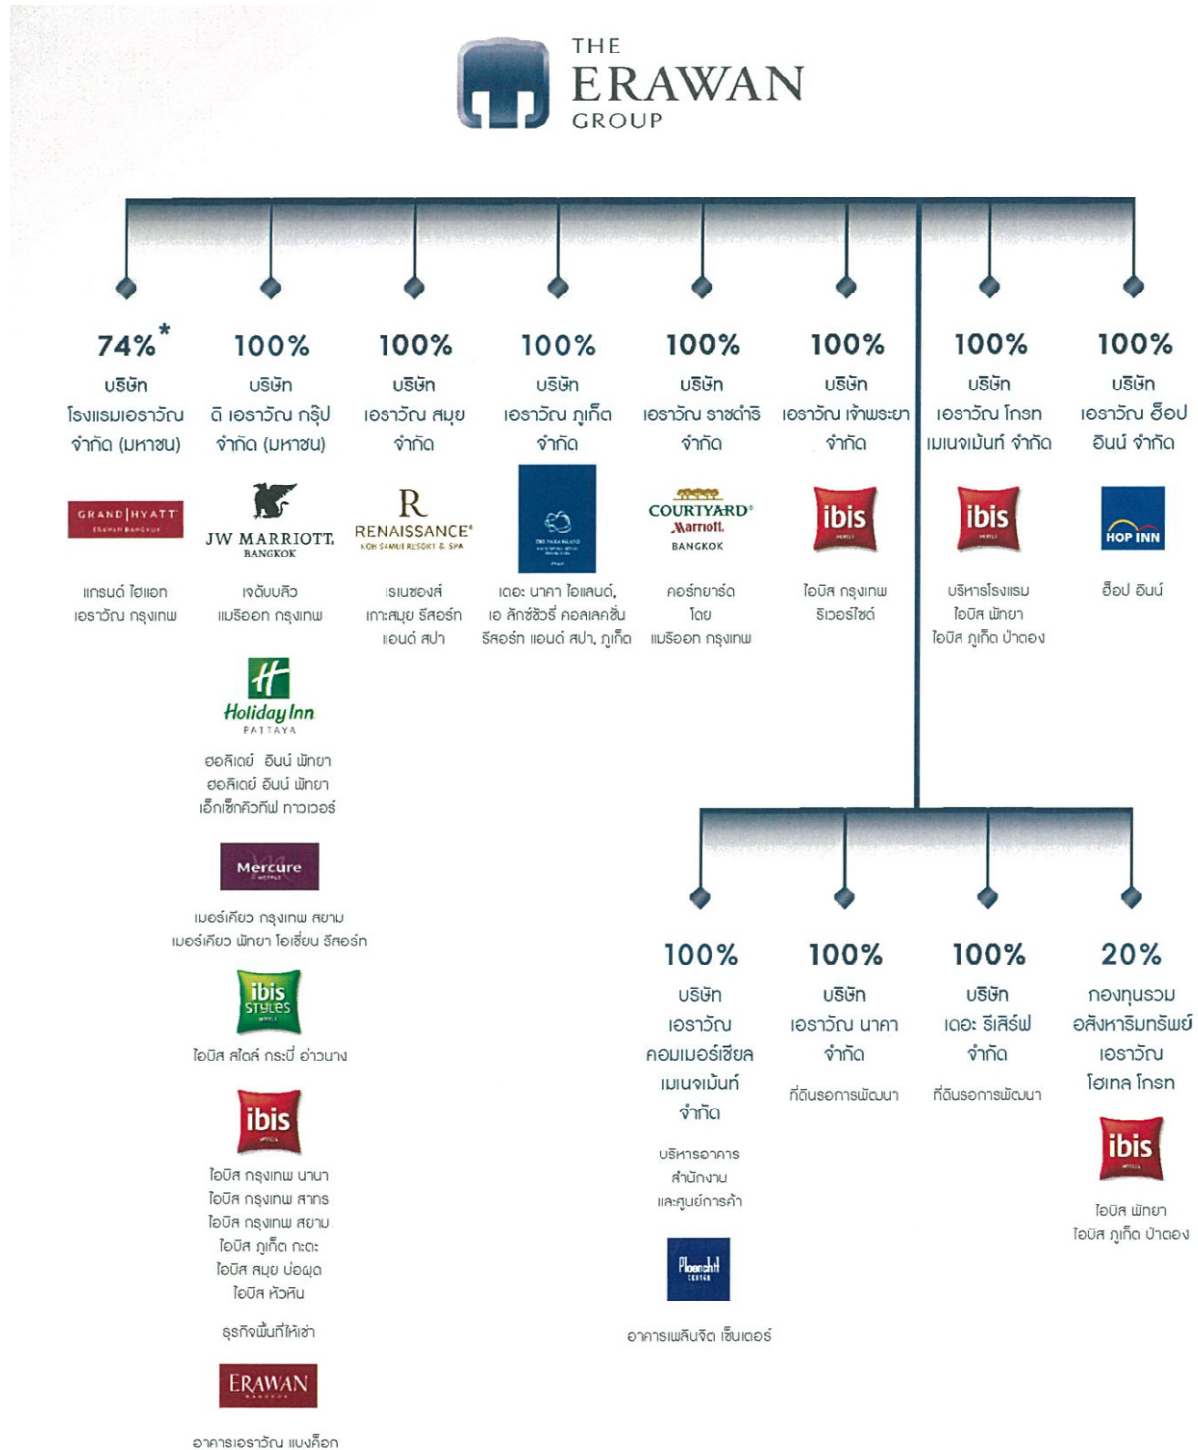 THE
ERAWAN
GROUP
74%*
บริษัท
โรงแรมเอราวัณ
จำกัด (มหาชน)
GRAND HYATT
ERAWAN BANGKOK
แกรนด์ ไฮแอท
เอราวัณ กรุงเทพ
100%
บริษัท
ดิ เอราวัณ กรุ๊ป
จำกัด (มหาชน)
JW MARRIOTT
BANGKOK
เจดับบลิว
แมริออท กรุงเทพ
Holiday Inn
PATTAYA
ฮอลิเดย์ อินน์ พัทยา
ฮอลิเดย์ อินน์ พัทยา
เอ็กเซ็กคิวทีฟ ทาวเวอร์
Mercure
HOTELS
เมอร์เคียว กรุงเทพ สยาม
เมอร์เคียว พัทยา โอเชี่ยน รีสอร์ท
ibis
STYLES
HOTELS
ไอบิส สไตล์ กระบี่ อ่าวนาง
ibis
HOTELS
ไอบิส กรุงเทพ นานา
ไอบิส กรุงเทพ สาทร
ไอบิส กรุงเทพ สยาม
ไอบิส ภูเก็ต กะตะ
ไอบิส สมุย บ่อผุด
ไอบิส หัวหิน
ธุรกิจพื้นที่ให้เช่า
ERAWAN
BANGKOK
อาคารเอราวัณ แบงค็อก
100%
บริษัท
เอราวัณ สมุย
จำกัด
R
RENAISSANCE®
KOH SAMUI RESORT & SPA
เรเนซองส์
เกาะสมุย รีสอร์ท
แอนด์ สปา
100%
บริษัท
เอราวัณ ภูเก็ต
จำกัด
THE NAKA ISLAND
เดอะ นาคา ไอแลนด์,
เอ ลักซ์ชัวรี่ คอลเลคชั่น
รีสอร์ท แอนด์ สปา, ภูเก็ต
100%
บริษัท
เอราวัณ ราชดำริ
จำกัด
COURTYARD®
Marriott.
BANGKOK
คอร์ทยาร์ด
โดย
แมริออท กรุงเทพ
100%
บริษัท
เอราวัณ เจ้าพระยา
จำกัด
ibis
HOTELS
ไอบิส กรุงเทพ
ริเวอร์ไซด์
100%
บริษัท
เอราวัณ โกรท
เมเนจเม้นท์ จำกัด
ibis
HOTELS
บริหารโรงแรม
ไอบิส พัทยา
ไอบิส ภูเก็ต ป่าตอง
100%
บริษัท
เอราวัณ ฮ็อป
อินน์ จำกัด
HOP INN
ฮ็อป อินน์
100%
บริษัท
เอราวัณ
คอมเมอร์เชียล
เมเนจเม้นท์
จำกัด
บริหารอาคาร
สำนักงาน
และศูนย์การค้า
Ploenchit
CENTER
อาคารเพลินจิต เซ็นเตอร์
100%
บริษัท
เอราวัณ นาคา
จำกัด
ที่ดินรอการพัฒนา
100%
บริษัท
เดอะ รีเสิร์ฟ
จำกัด
ที่ดินรอการพัฒนา
20%
กองทุนรวม
อสังหาริมทรัพย์
เอราวัณ
โฮเทล โกรท
ibis
HOTELS
ไอบิส พัทยา
ไอบิส ภูเก็ต ป่าตอง